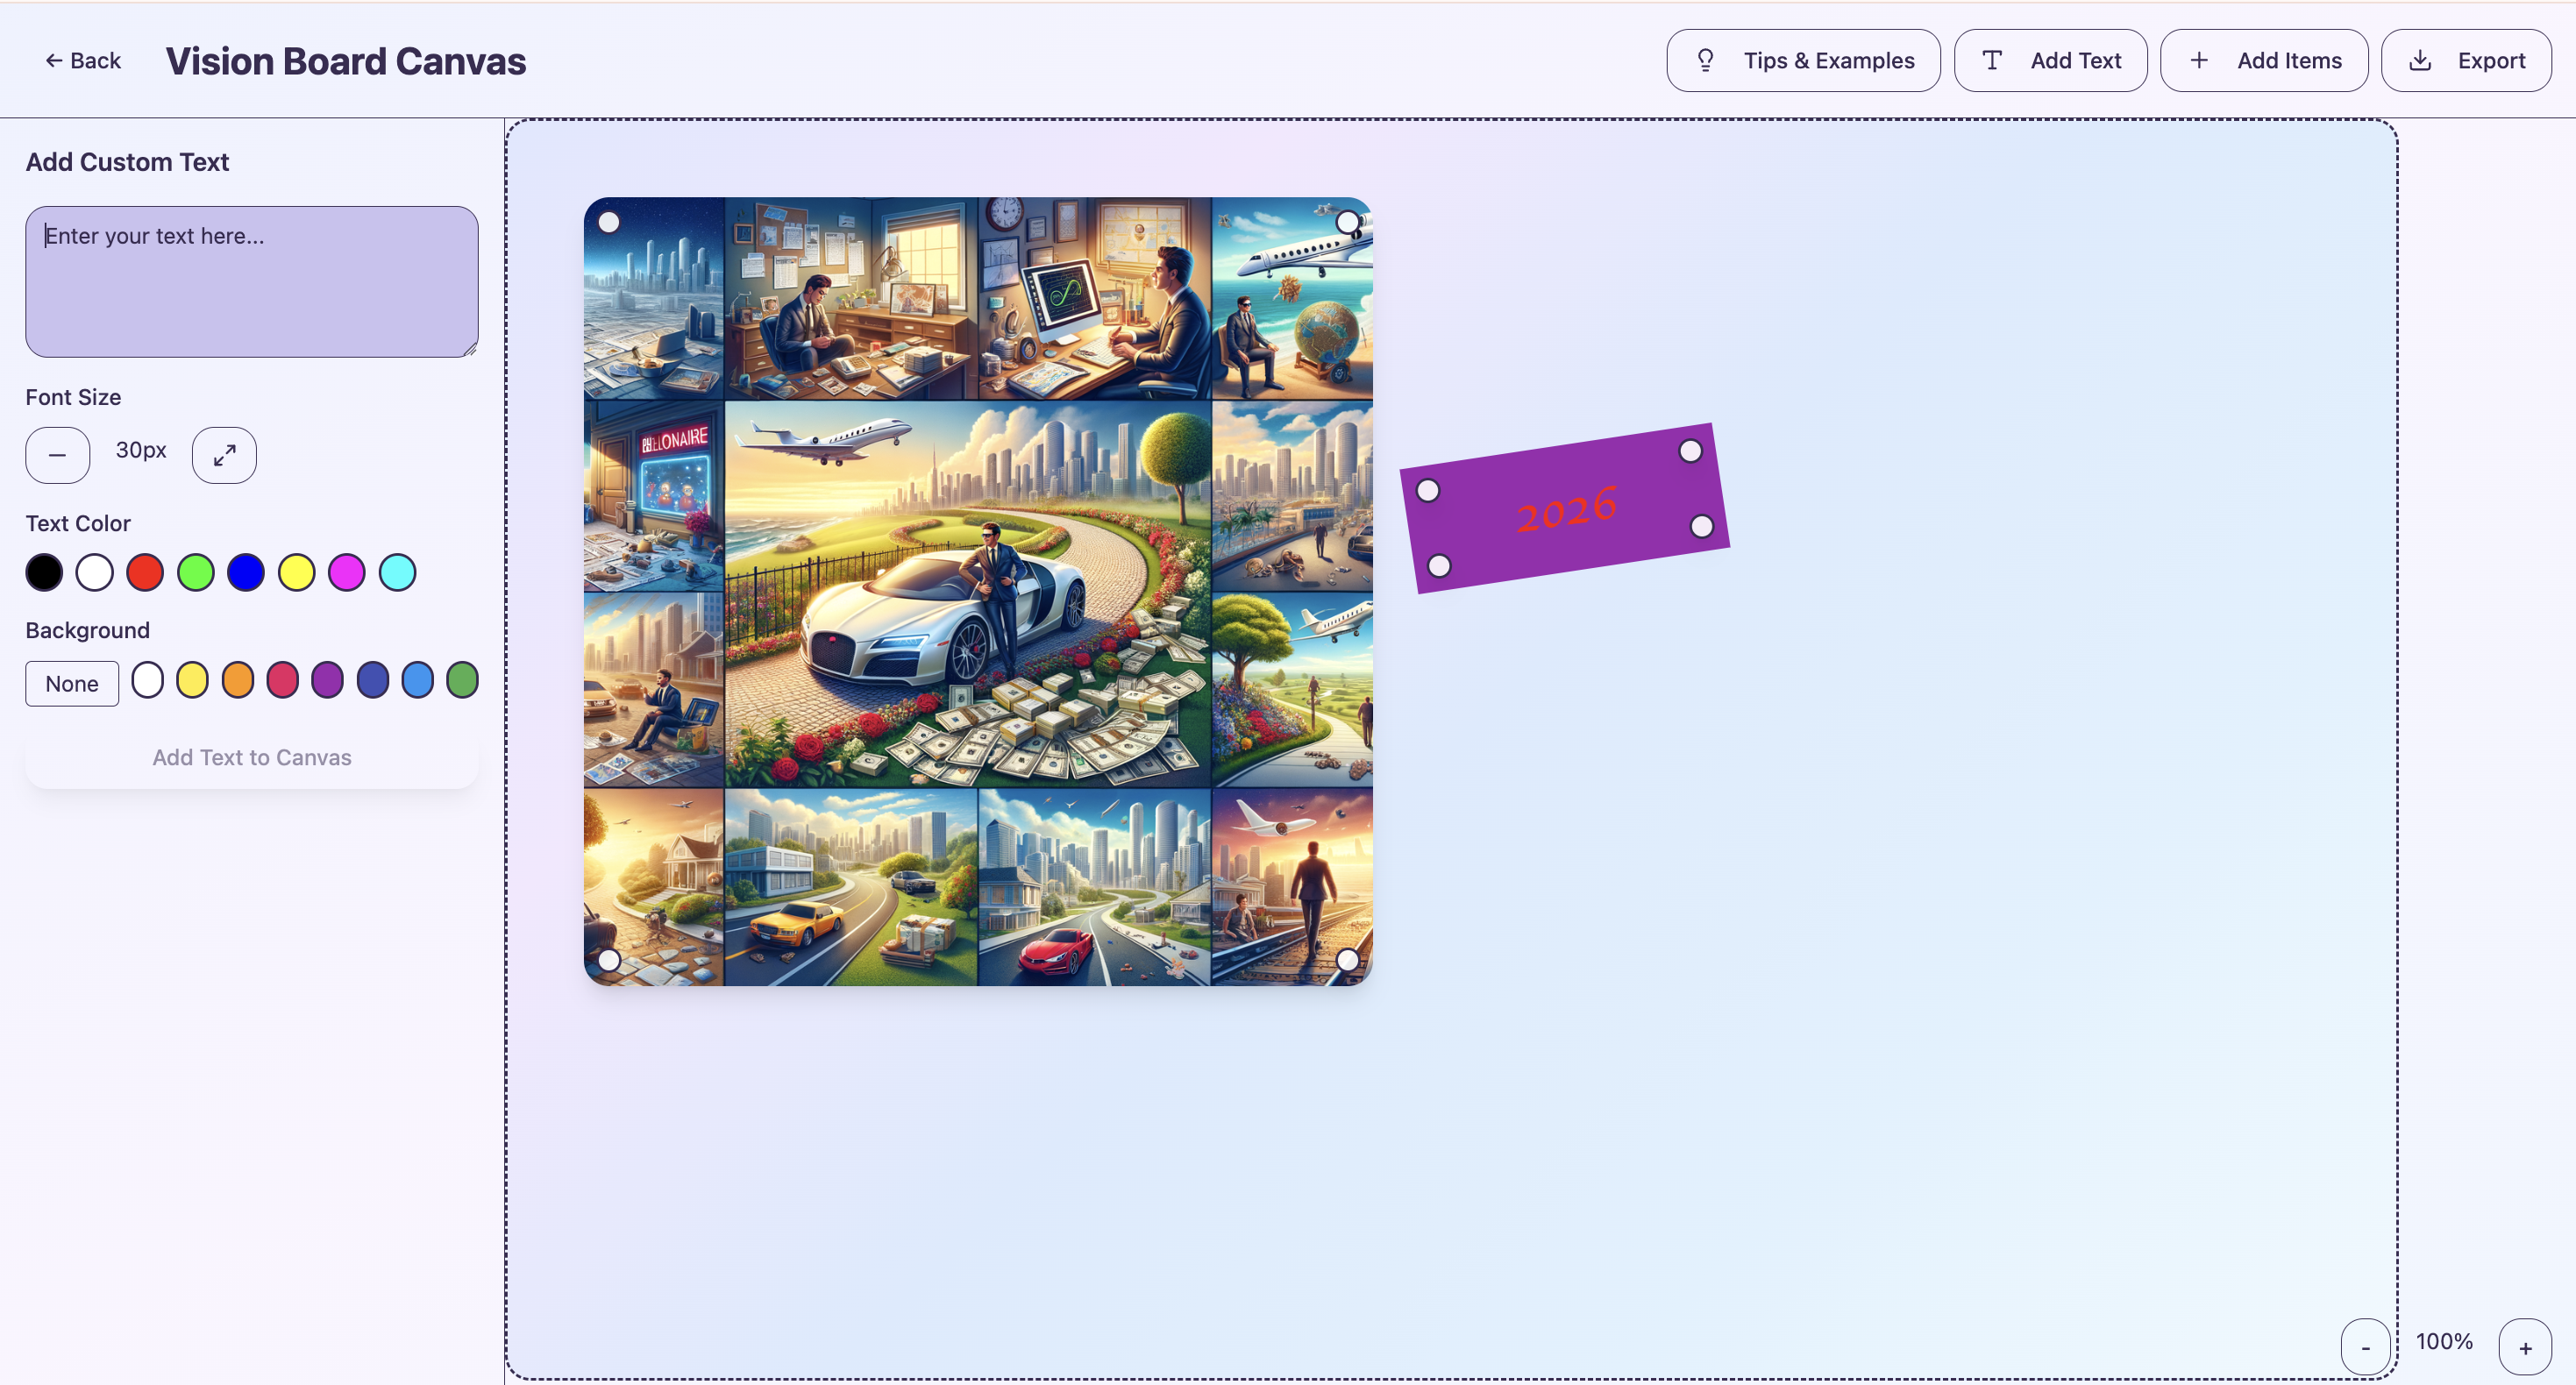 Back
Vision Board Canvas
Tips & Examples
Add Text
Add Items
Export
Add Custom Text
Enter your text here...
Font Size
30px
Text Color
Background
None
Add Text to Canvas
2026
- 100% +